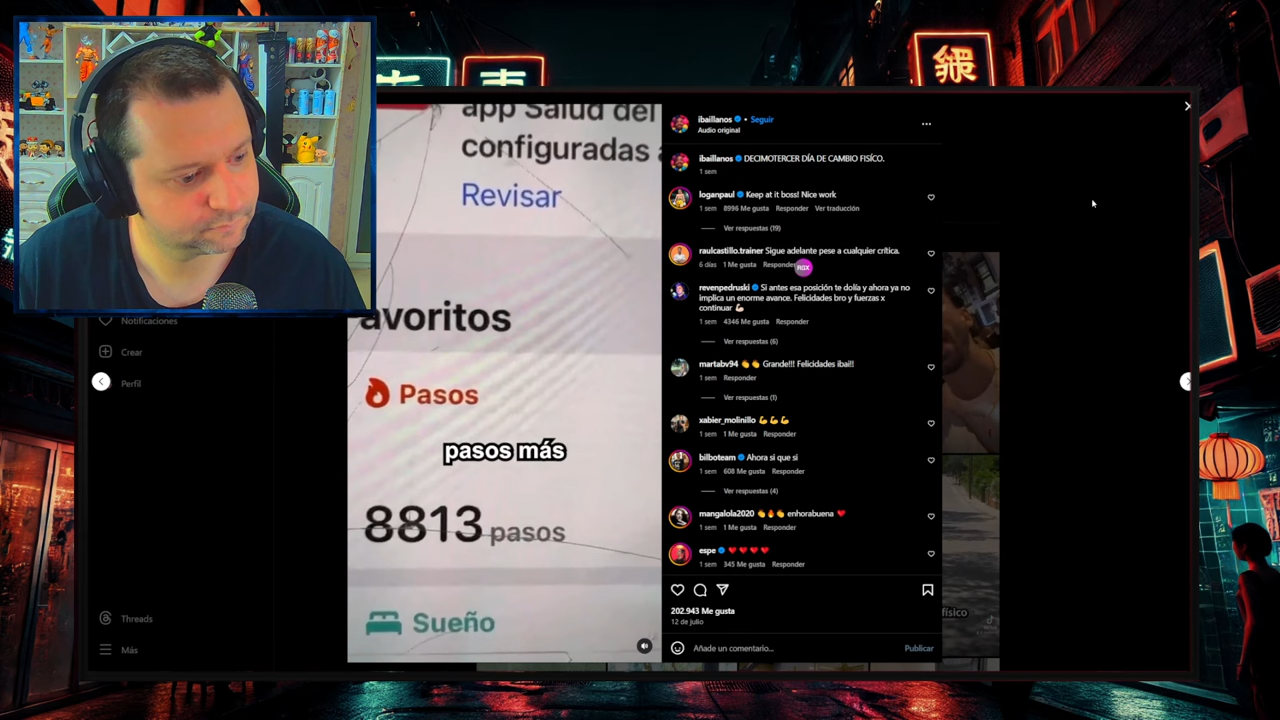 app Salud del
configuradas
Revisar
avoritos
Pasos
pasos más
8813 pasos
Sueño
Notificaciones
Crear
Perfil
Threads
Más
ibaillanos • Seguir
Audio original
ibaillanos DECIMOTERCER DÍA DE CAMBIO FISÍCO.
1 sem
loganpaul Keep at it boss! Nice work
1 sem 8996 Me gusta Responder Ver traducción
Ver respuestas (19)
raulcastillo.trainer Sigue adelante pese a cualquier crítica.
6 días 1 Me gusta Responder
RGX
revenpedruski Si antes esa posición te dolía y ahora ya no
implica un enorme avance. Felicidades bro y fuerzas x
continuar 💪🏻
1 sem 4346 Me gusta Responder
Ver respuestas (6)
martabv94 👏👏 Grande!!! Felicidades ibai!!
1 sem Responder
Ver respuestas (1)
xabier_molinillo 💪💪💪
1 sem 1 Me gusta Responder
bilboteam Ahora si que si
1 sem 608 Me gusta Responder
Ver respuestas (4)
mangalola2020 👏🔥👏 enhorabuena ❤️
1 sem 1 Me gusta Responder
espe ❤️❤️❤️❤️
1 sem 345 Me gusta Responder
202.943 Me gusta
12 de julio
Añade un comentario...
Publicar
físico